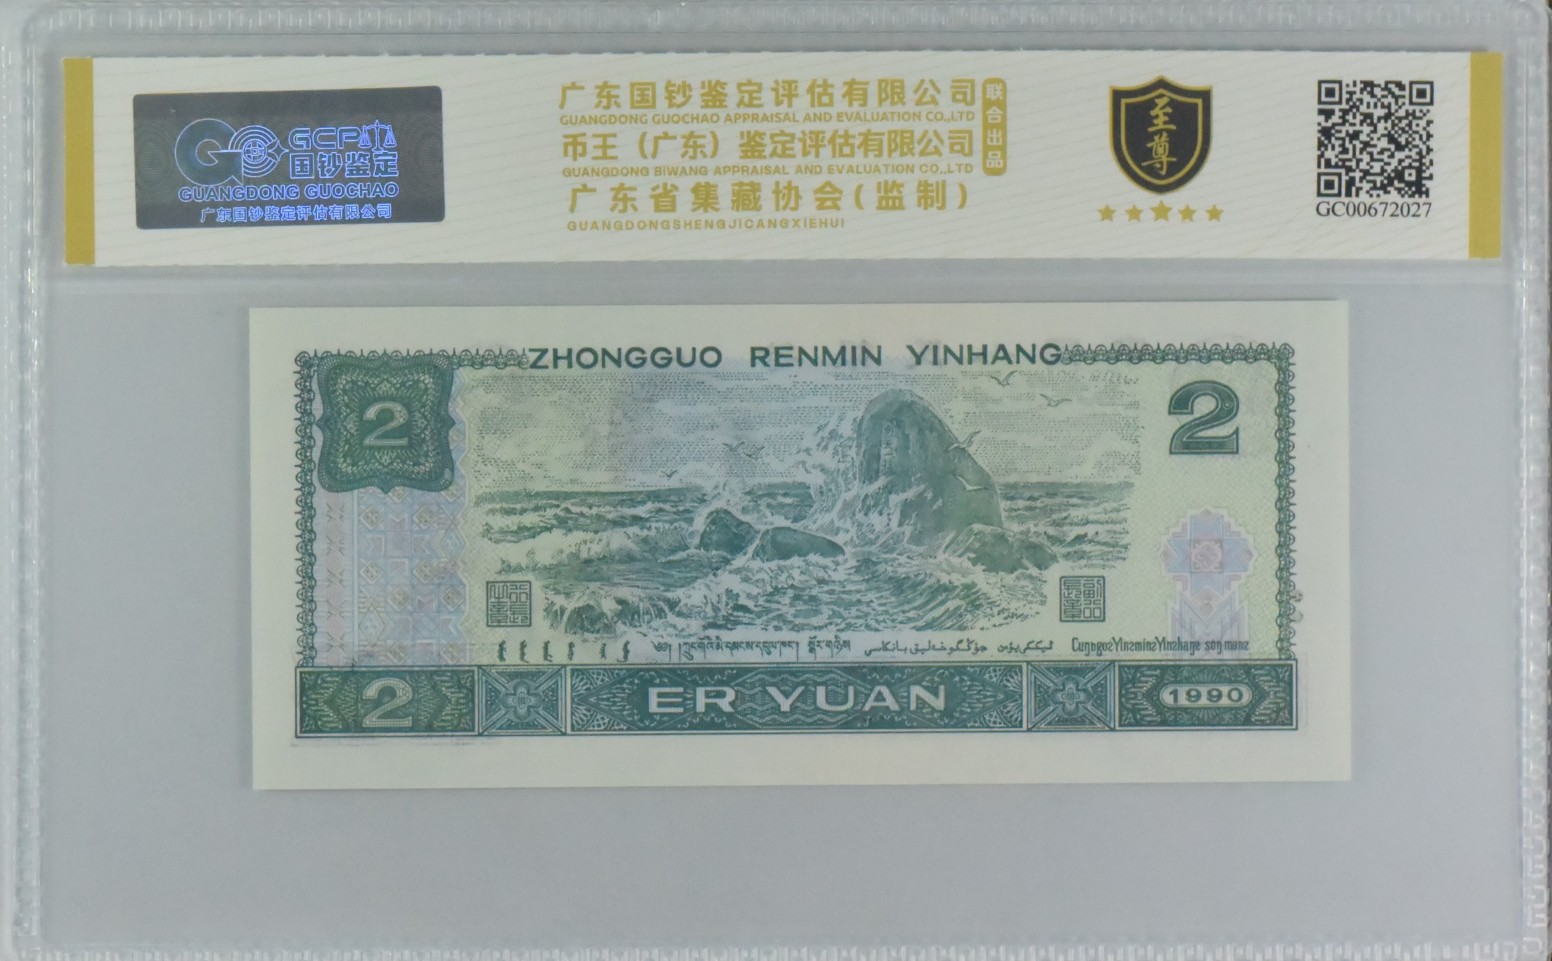 GCP
国钞鉴定
GUANGDONG GUOCHAO
广东国钞鉴定评估有限公司
广东国钞鉴定评估有限公司
GUANGDONG GUOCHAO APPRAISAL AND EVALUATION CO.,LTD
币王（广东）鉴定评估有限公司
GUANGDONG BIWANG APPRAISAL AND EVALUATION CO.,LTD
联合出品
广东省集藏协会(监制)
GUANGDONGSHENGJICANGXIEHUI
至尊
GC00672027
ZHONGGUO RENMIN YINHANG
2
2
Cungguoz Yinzminz Yinzhangz song maenz
2
ER YUAN
1990